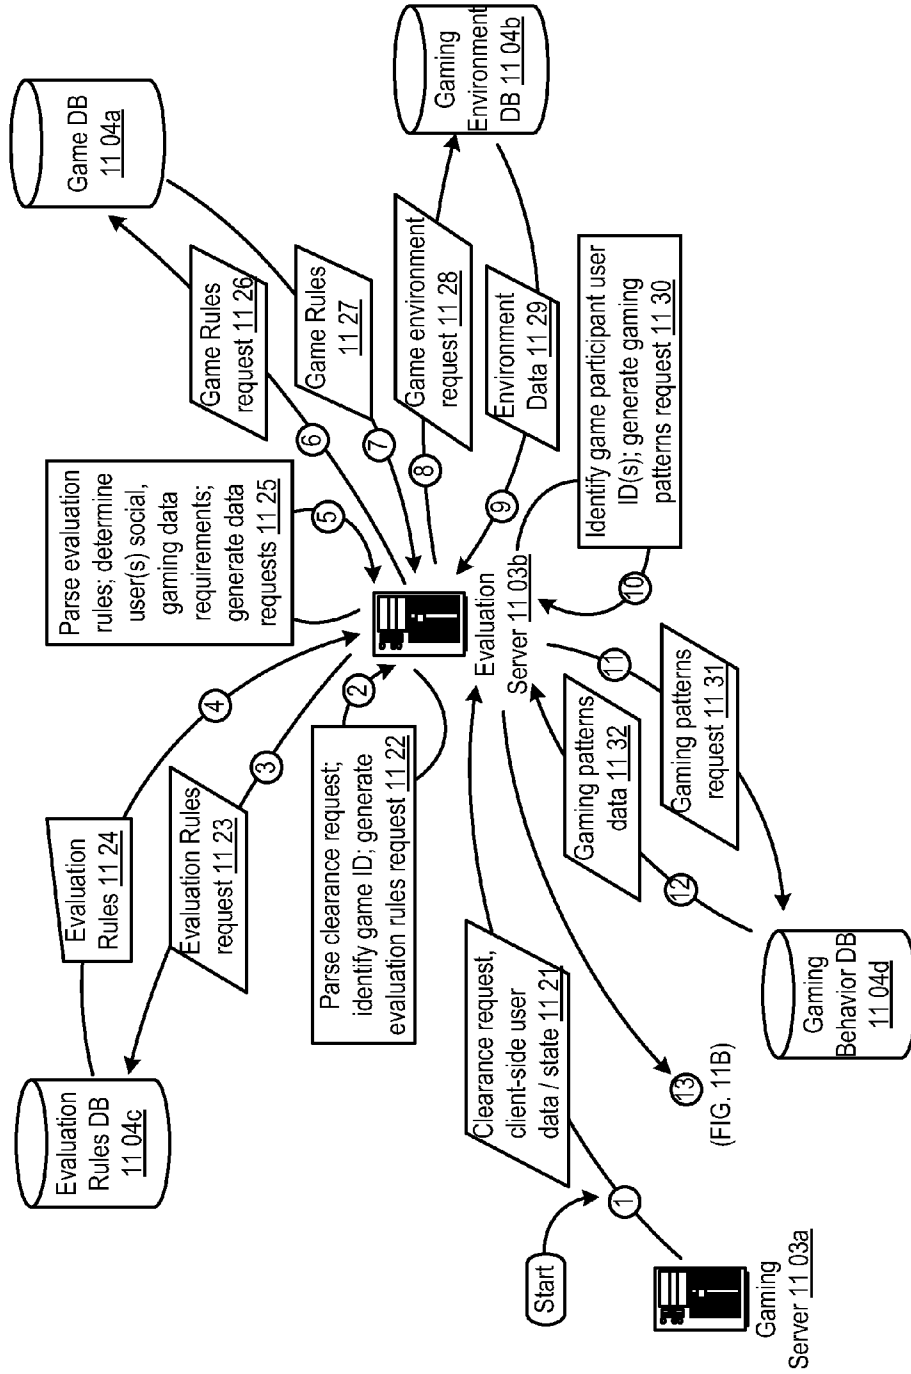 Evaluation
Rules DB
11 04c
Evaluation
Rules 11 24
4
Evaluation Rules
request 11 23
3
Parse evaluation
rules; determine
user(s) social,
gaming data
requirements;
generate data
requests 11 25
5
Game DB
11 04a
Game Rules
request 11 26
6
Game Rules
11 27
7
Parse clearance request;
identify game ID; generate
evaluation rules request 11 22
2
Game environment
request 11 28
8
Gaming
Environment
DB 11 04b
Environment
Data 11 29
9
Evaluation
Server 11 03b
Start
1
Clearance request,
client-side user
data / state 11 21
Gaming
Server 11 03a
13
(FIG. 11B)
Identify game participant user
ID(s); generate gaming
patterns request 11 30
10
11
Gaming patterns
request 11 31
Gaming patterns
data 11 32
12
Gaming
Behavior DB
11 04d